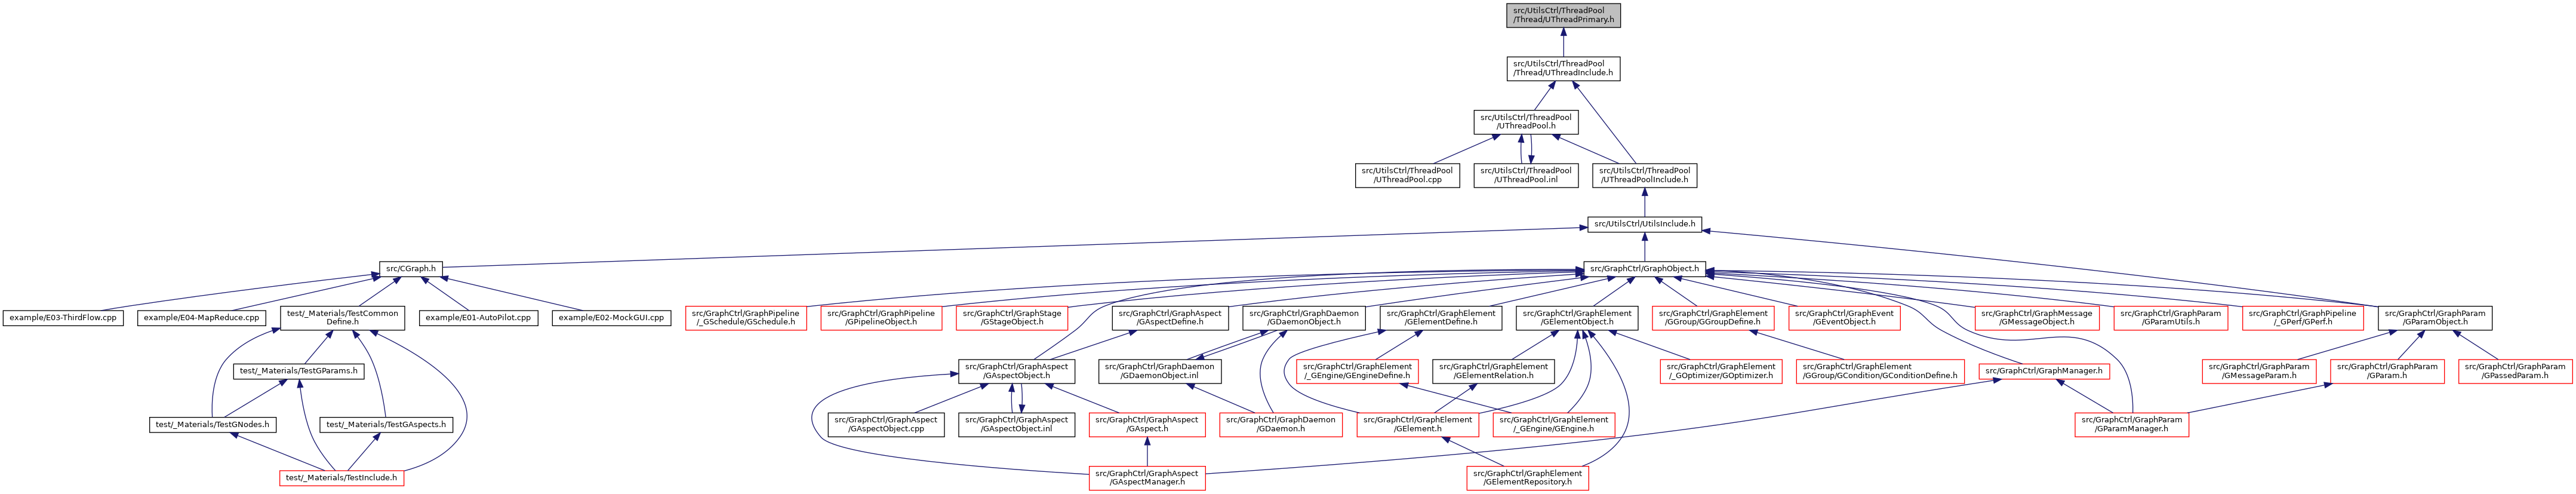 src/UtilsCtrl/ThreadPool
/Thread/UThreadPrimary.h
src/UtilsCtrl/ThreadPool
/Thread/UThreadInclude.h
src/UtilsCtrl/ThreadPool
/UThreadPool.h
src/UtilsCtrl/ThreadPool
/UThreadPool.cpp
src/UtilsCtrl/ThreadPool
/UThreadPool.inl
src/UtilsCtrl/ThreadPool
/UThreadPoolInclude.h
src/UtilsCtrl/UtilsInclude.h
src/CGraph.h
src/GraphCtrl/GraphObject.h
example/E03-ThirdFlow.cpp
example/E04-MapReduce.cpp
test/_Materials/TestCommon
Define.h
example/E01-AutoPilot.cpp
example/E02-MockGUI.cpp
src/GraphCtrl/GraphPipeline
/_GSchedule/GSchedule.h
src/GraphCtrl/GraphPipeline
/GPipelineObject.h
src/GraphCtrl/GraphStage
/GStageObject.h
src/GraphCtrl/GraphAspect
/GAspectDefine.h
src/GraphCtrl/GraphDaemon
/GDaemonObject.h
src/GraphCtrl/GraphElement
/GElementDefine.h
src/GraphCtrl/GraphElement
/GElementObject.h
src/GraphCtrl/GraphElement
/GGroup/GGroupDefine.h
src/GraphCtrl/GraphEvent
/GEventObject.h
src/GraphCtrl/GraphMessage
/GMessageObject.h
src/GraphCtrl/GraphParam
/GParamUtils.h
src/GraphCtrl/GraphPipeline
/_GPerf/GPerf.h
src/GraphCtrl/GraphParam
/GParamObject.h
test/_Materials/TestGParams.h
src/GraphCtrl/GraphAspect
/GAspectObject.h
src/GraphCtrl/GraphDaemon
/GDaemonObject.inl
src/GraphCtrl/GraphElement
/_GEngine/GEngineDefine.h
src/GraphCtrl/GraphElement
/GElementRelation.h
src/GraphCtrl/GraphElement
/_GOptimizer/GOptimizer.h
src/GraphCtrl/GraphElement
/GGroup/GCondition/GConditionDefine.h
src/GraphCtrl/GraphManager.h
src/GraphCtrl/GraphParam
/GMessageParam.h
src/GraphCtrl/GraphParam
/GParam.h
src/GraphCtrl/GraphParam
/GPassedParam.h
test/_Materials/TestGNodes.h
test/_Materials/TestGAspects.h
src/GraphCtrl/GraphAspect
/GAspectObject.cpp
src/GraphCtrl/GraphAspect
/GAspectObject.inl
src/GraphCtrl/GraphAspect
/GAspect.h
src/GraphCtrl/GraphDaemon
/GDaemon.h
src/GraphCtrl/GraphElement
/GElement.h
src/GraphCtrl/GraphElement
/_GEngine/GEngine.h
src/GraphCtrl/GraphParam
/GParamManager.h
test/_Materials/TestInclude.h
src/GraphCtrl/GraphAspect
/GAspectManager.h
src/GraphCtrl/GraphElement
/GElementRepository.h